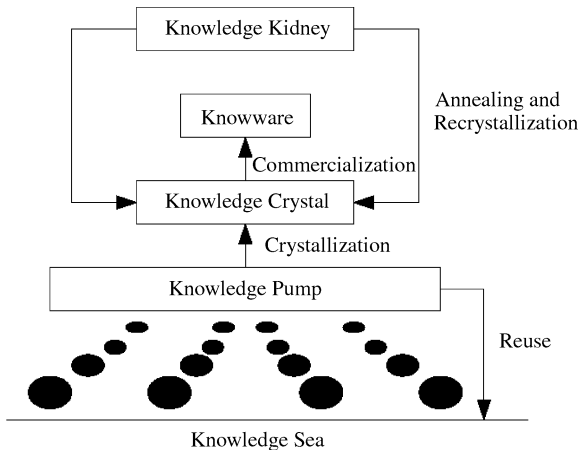 Knowledge Kidney
Annealing and
Recrystallization
Knowware
Commercialization
Knowledge Crystal
Crystallization
Knowledge Pump
Reuse
Knowledge Sea